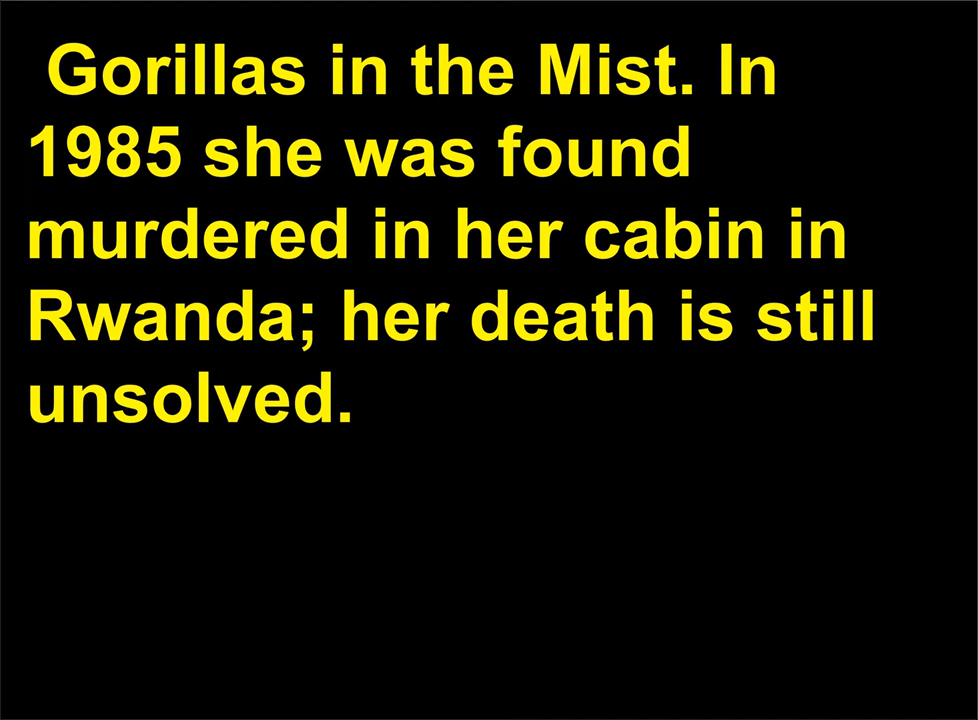 Gorillas in the Mist. In
1985 she was found
murdered in her cabin in
Rwanda; her death is still
unsolved.